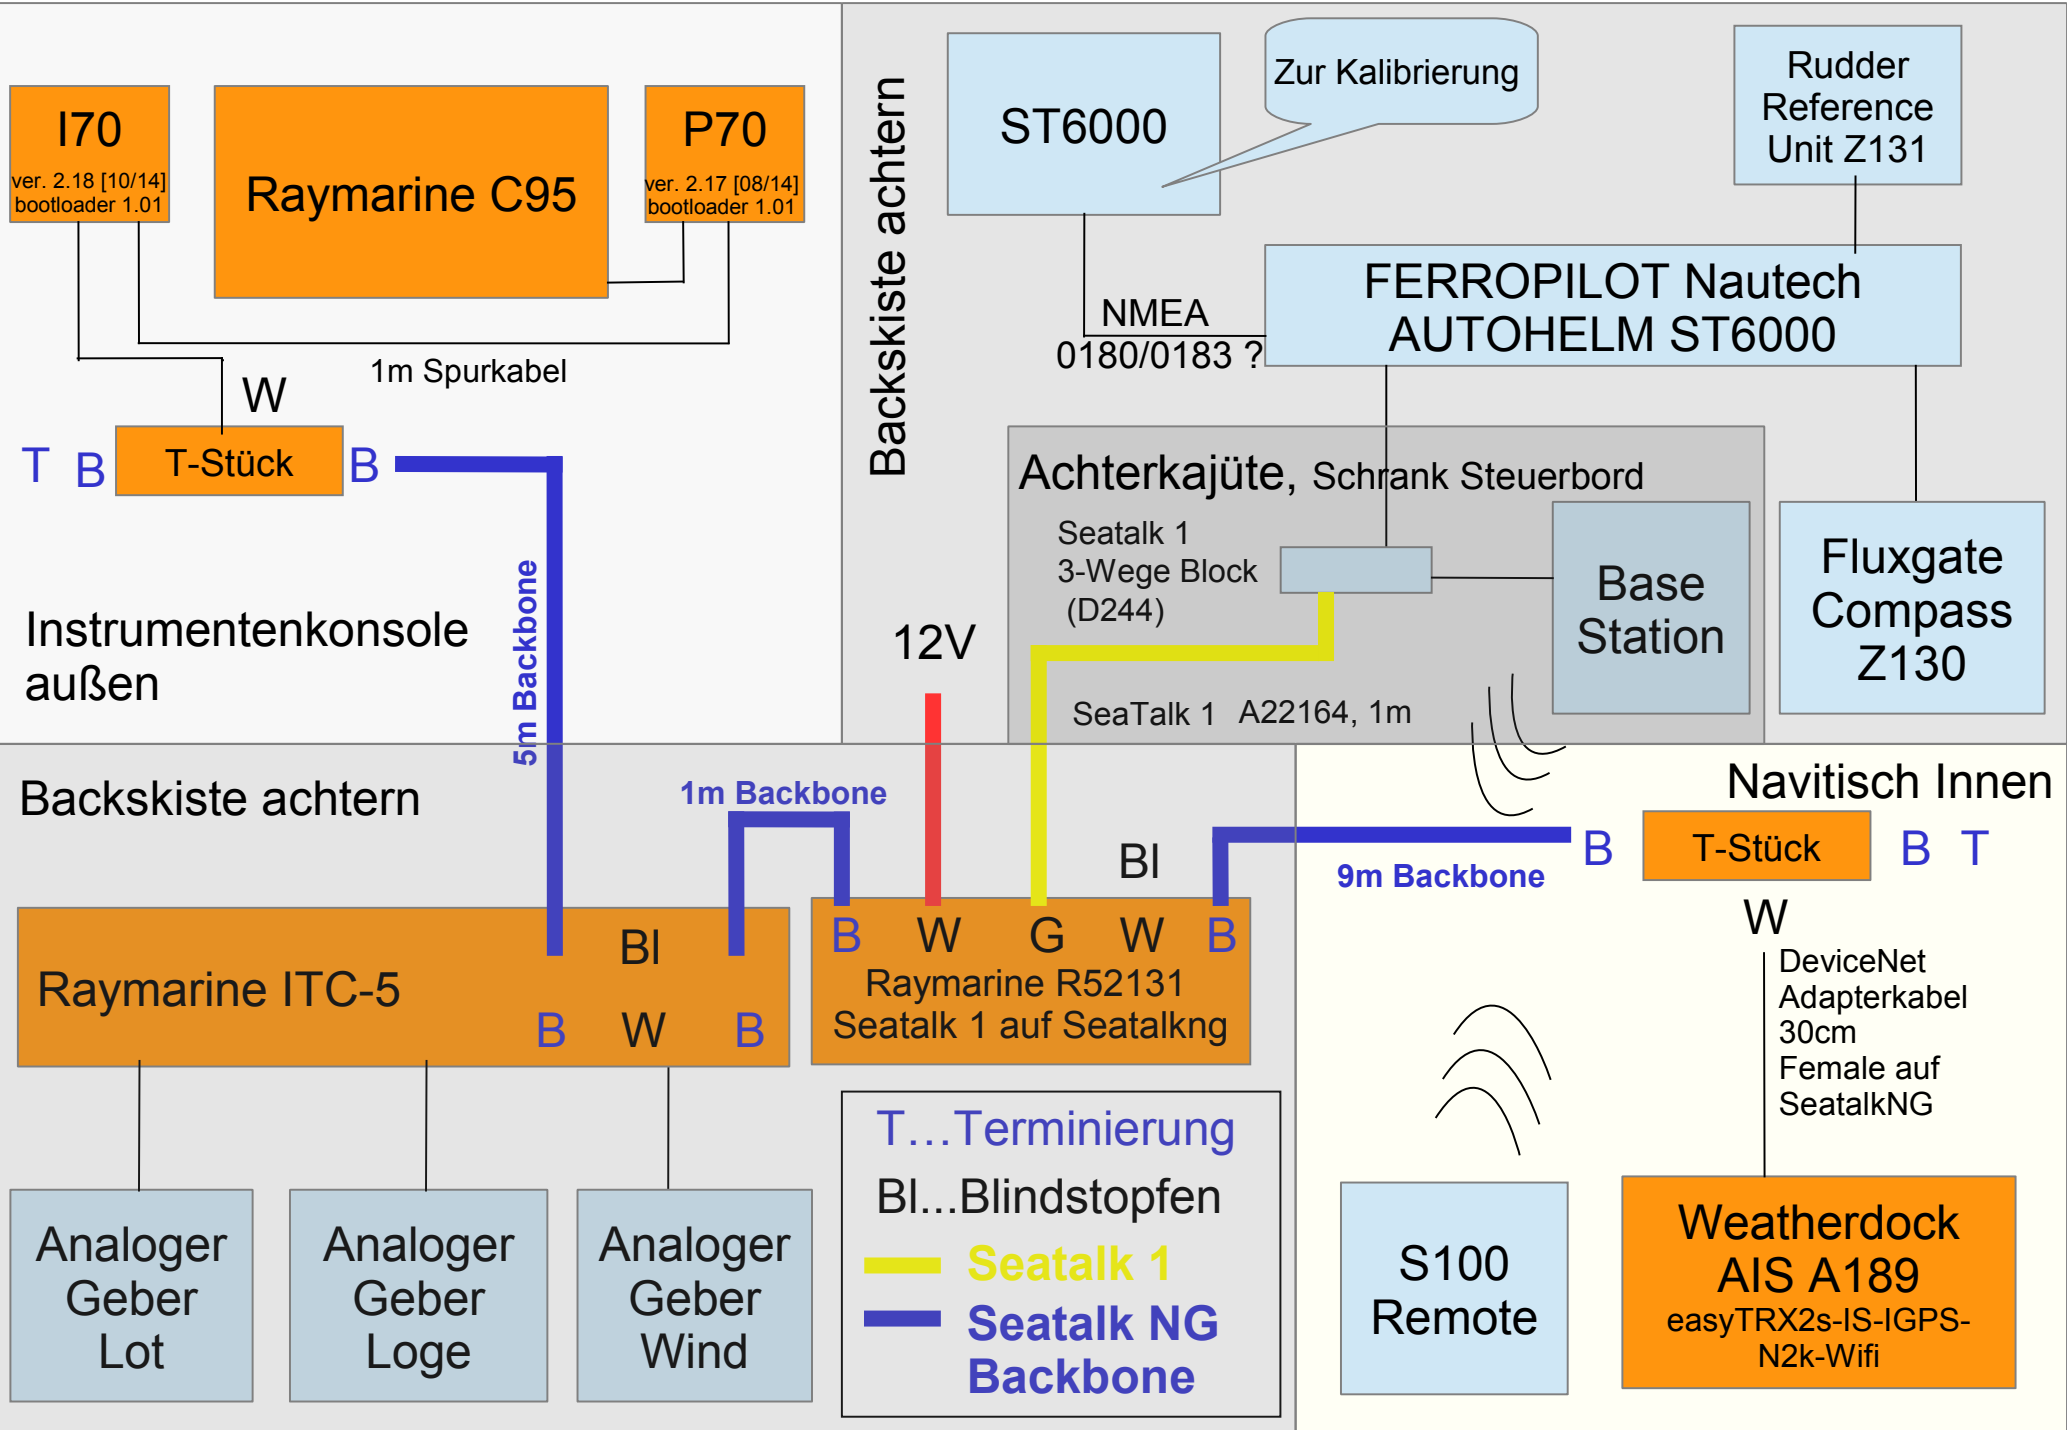 I70
ver. 2.18 [10/14]
bootloader 1.01
Raymarine C95
P70
ver. 2.17 [08/14]
bootloader 1.01
1m Spurkabel
W
T B
T-Stück
B
5m Backbone
Instrumentenkonsole
außen
Backskiste achtern
ST6000
Zur Kalibrierung
Rudder
Reference
Unit Z131
NMEA
0180/0183 ?
FERROPILOT Nautech
AUTOHELM ST6000
Achterkajüte, Schrank Steuerbord
Seatalk 1
3-Wege Block
(D244)
Base
Station
Fluxgate
Compass
Z130
12V
SeaTalk 1 A22164, 1m
Backskiste achtern
1m Backbone
Bl
Raymarine ITC-5
Bl
B W B
B W G W B
Raymarine R52131
Seatalk 1 auf Seatalkng
Analoger
Geber
Lot
Analoger
Geber
Loge
Analoger
Geber
Wind
T...Terminierung
Bl...Blindstopfen
Seatalk 1
Seatalk NG
Backbone
Navitisch Innen
9m Backbone
B
T-Stück
B T
W
DeviceNet
Adapterkabel
30cm
Female auf
SeatalkNG
S100
Remote
Weatherdock
AIS A189
easyTRX2s-IS-IGPS-
N2k-Wifi